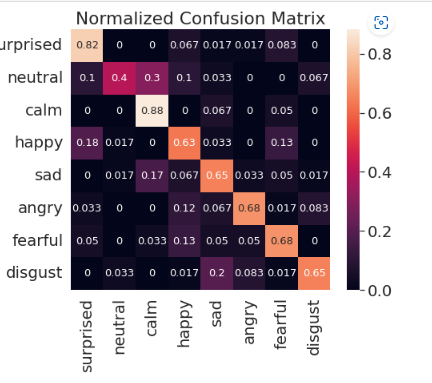 Normalized Confusion Matrix
urprised 0.82 0 0 0.067 0.017 0.017 0.083 0
neutral 0.1 0.4 0.3 0.1 0.033 0 0 0.067
calm 0 0 0.88 0 0.067 0 0.05 0
happy 0.18 0.017 0 0.63 0.033 0 0.13 0
sad 0 0.017 0.17 0.067 0.65 0.033 0.05 0.017
angry 0.033 0 0 0.12 0.067 0.68 0.017 0.083
fearful 0.05 0 0.033 0.13 0.05 0.05 0.68 0
disgust 0 0.033 0 0.017 0.2 0.083 0.017 0.65
surprised neutral calm happy sad angry fearful disgust
0.8
0.6
0.4
0.2
0.0